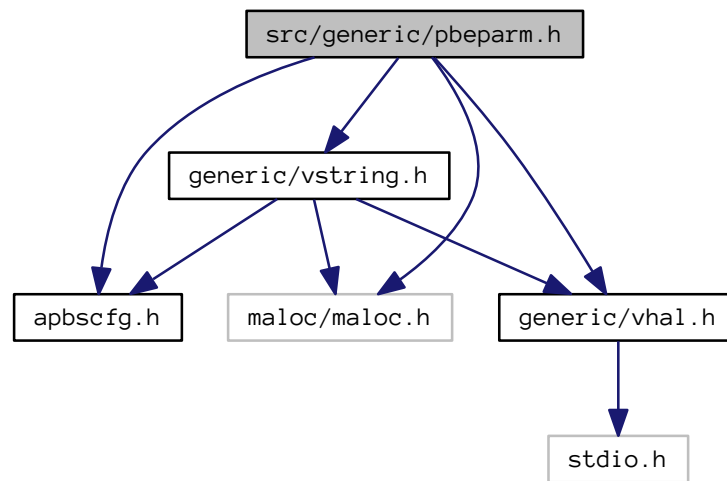 src/generic/pbeparm.h
generic/vstring.h
apbscfg.h
maloc/maloc.h
generic/vhal.h
stdio.h